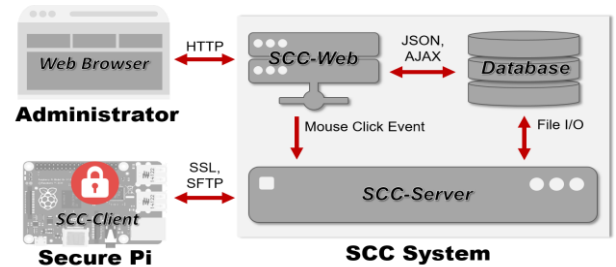 Web Browser
Administrator
HTTP
SCC-Web
JSON,
AJAX
Database
Mouse Click Event
File I/O
SCC-Client
Secure Pi
SSL,
SFTP
SCC-Server
SCC System